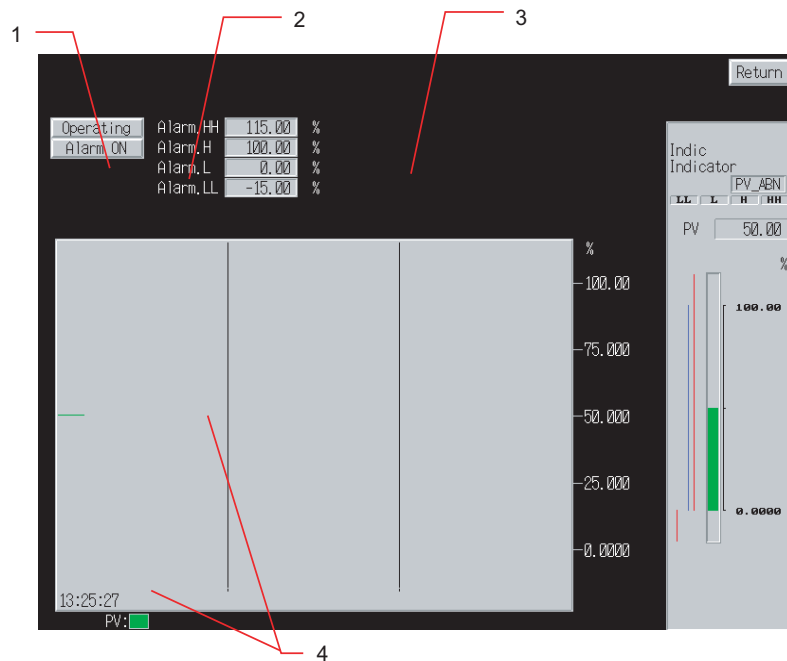 1
2
3
Return
Operating
Alarm ON
Alarm.HH 115.00 %
Alarm.H 100.00 %
Alarm.L 0.00 %
Alarm.LL -15.00 %
Indic
Indicator
PV_ABN
LL L H HH
PV 50.00
%
100.00
0.0000
%
100.00
75.000
50.000
25.000
0.0000
13:25:27
PV:
4